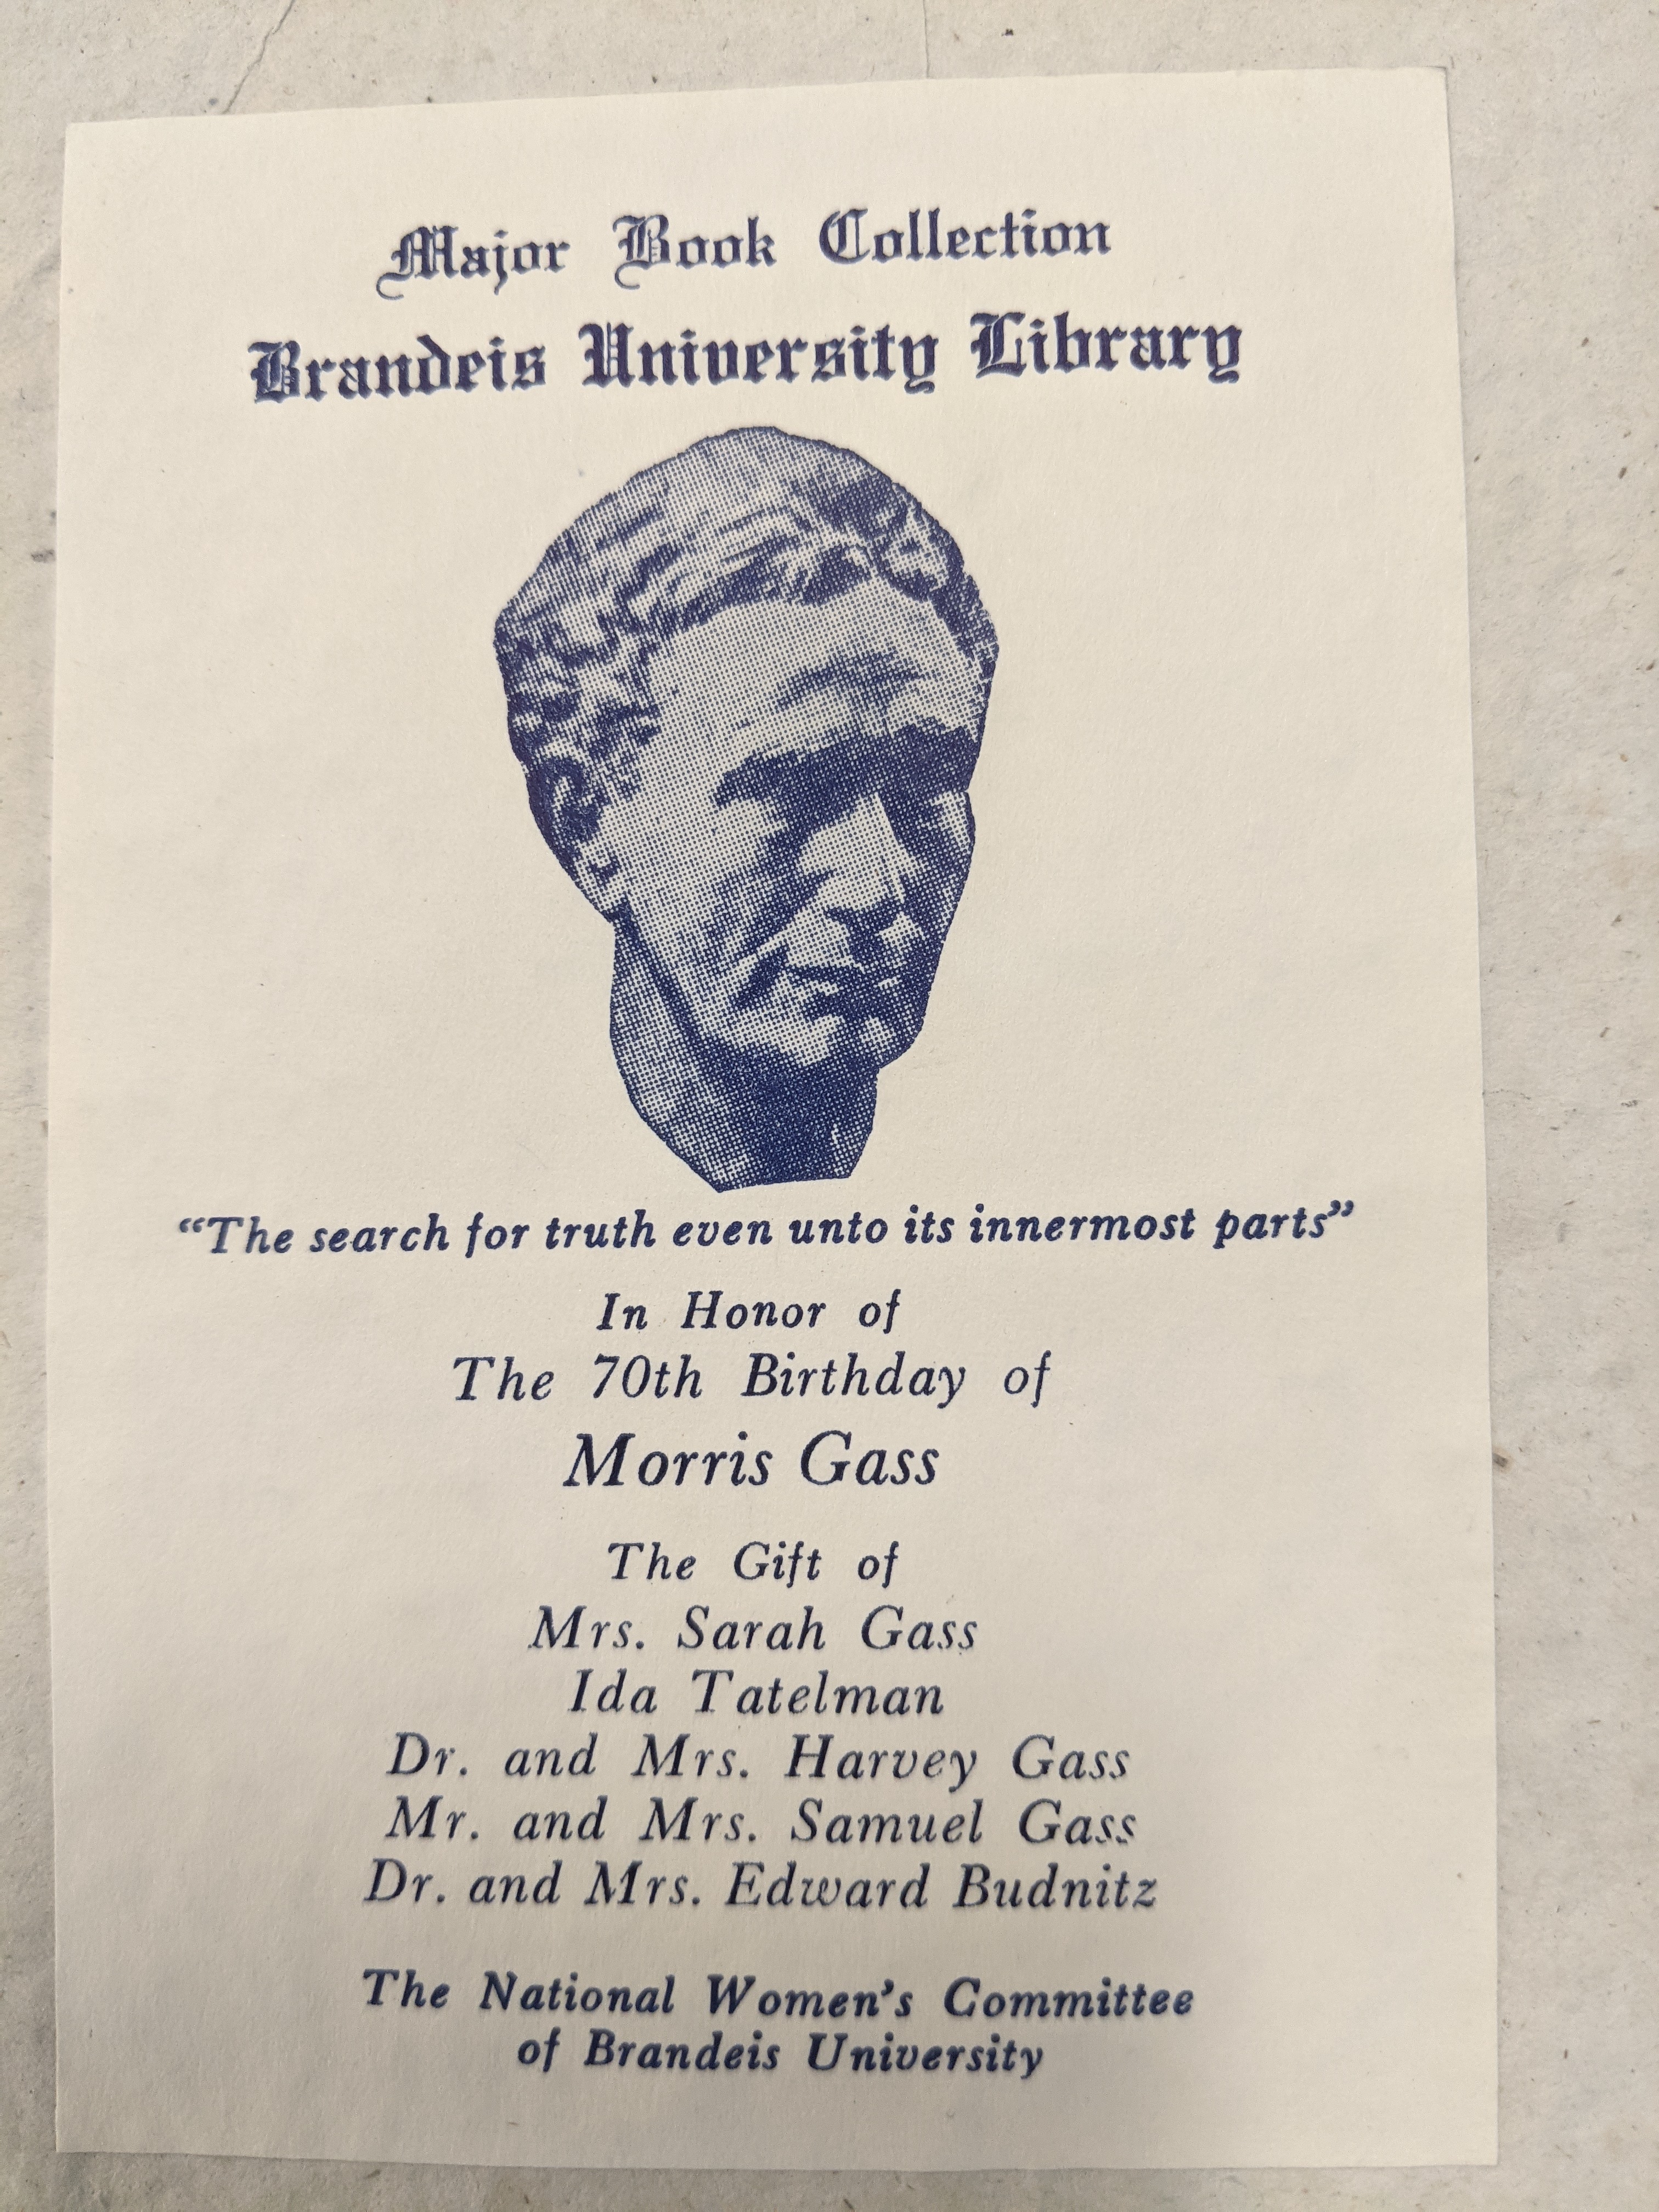 Major Book Collection
Brandeis University Library
“The search for truth even unto its innermost parts”
In Honor of
The 70th Birthday of
Morris Gass
The Gift of
Mrs. Sarah Gass
Ida Tatelman
Dr. and Mrs. Harvey Gass
Mr. and Mrs. Samuel Gass
Dr. and Mrs. Edward Budnitz
The National Women’s Committee
of Brandeis University